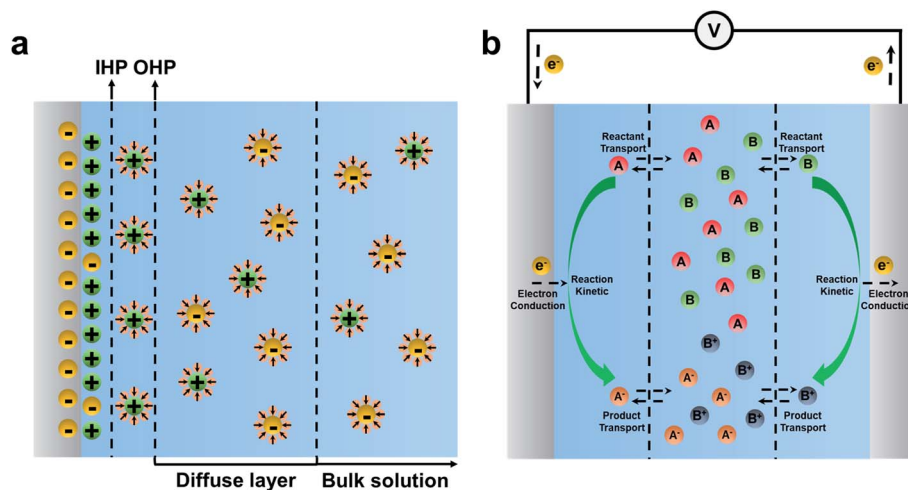 a
IHP OHP
Diffuse layer
Bulk solution
b
V
e-
e-
Reactant
Transport
Reactant
Transport
A
A
A
A
A
A
A
A
B
B
B
B
B
B
B
e-
Electron
Conduction
Reaction
Kinetic
Reaction
Kinetic
e-
Electron
Conduction
B+
A-
B+
A-
A-
B+
B+
B+
A-
A-
Product
Transport
Product
Transport